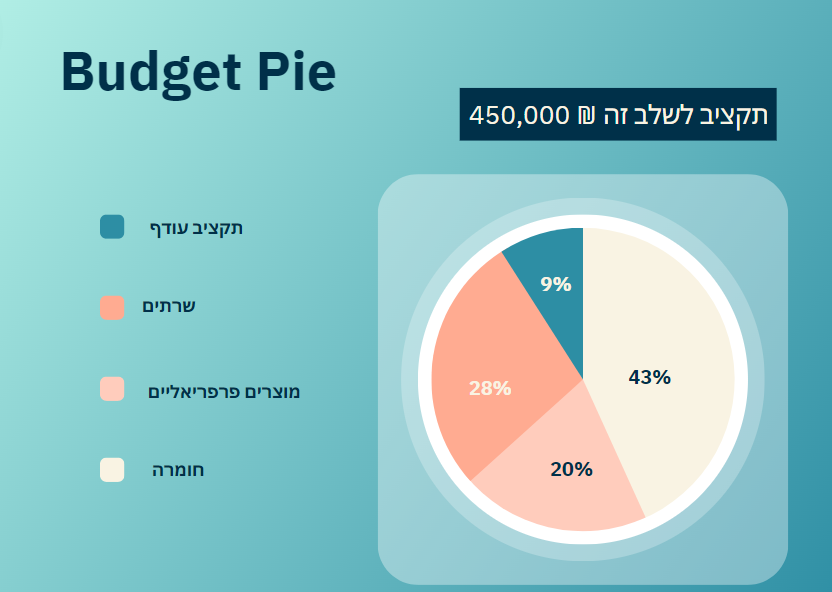 Budget Pie
תקציב לשלב זה ₪ 450,000
תקציב עודף
שרתים
מוצרים פרפריאליים
חומרה
9%
43%
28%
20%